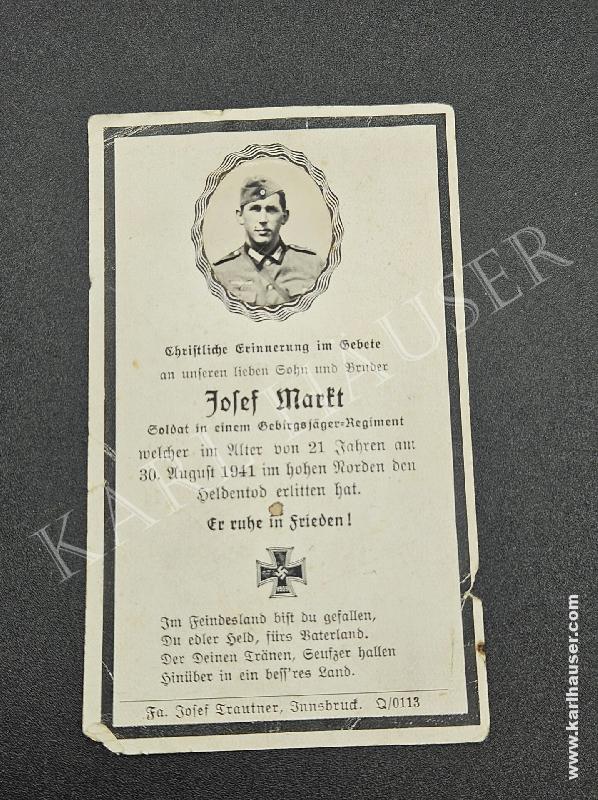 Christliche Erinnerung im Gebete
an unseren lieben Sohn und Bruder
Josef Markt
Soldat in einem Gebirgsjäger-Regiment
welcher im Alter von 21 Jahren am
30. August 1941 im hohen Norden den
Heldentod erlitten hat.
Er ruhe in Frieden!
Im Feindesland bist du gefallen,
Du edler Held, fürs Vaterland.
Der Deinen Tränen, Seufzer hallen
Hinüber in ein bess'res Land.
Fa. Josef Trautner, Innsbruck. Q/0113
KARL HAUSER
www.karlhauser.com